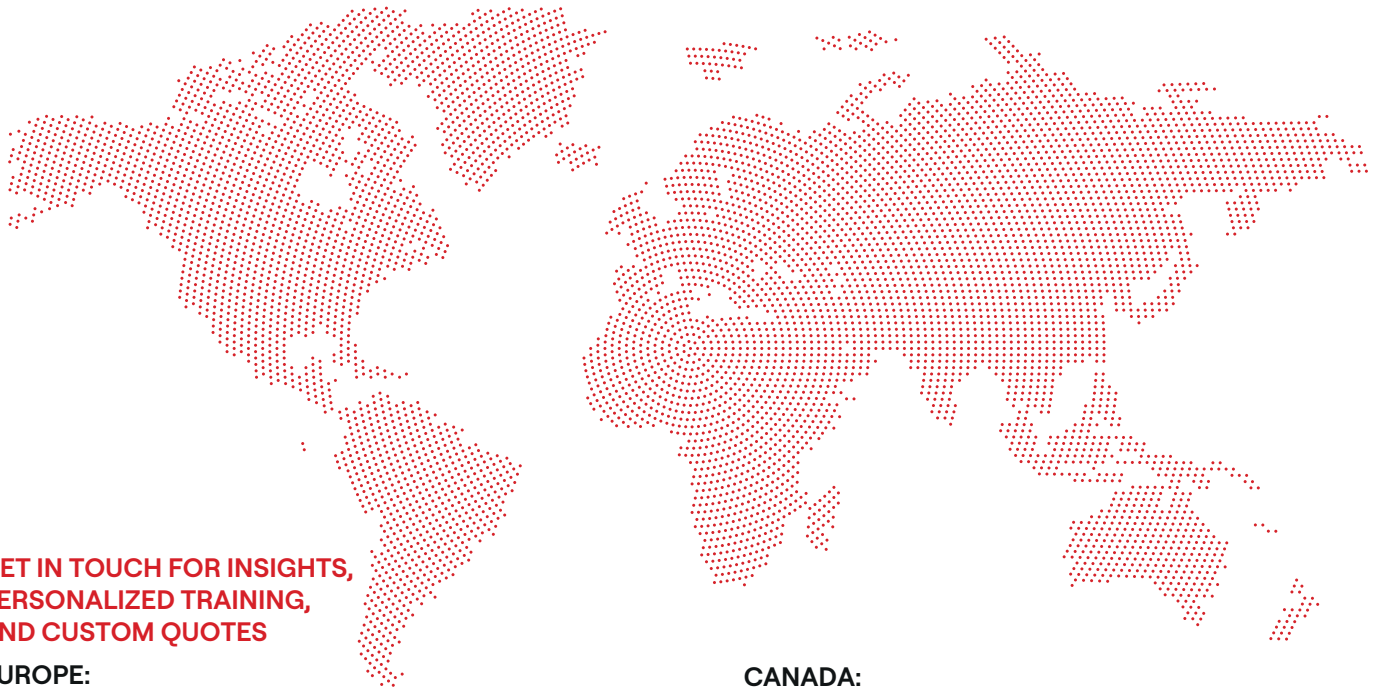 ET IN TOUCH FOR INSIGHTS,
ERSONALIZED TRAINING,
ND CUSTOM QUOTES
UROPE:
CANADA: